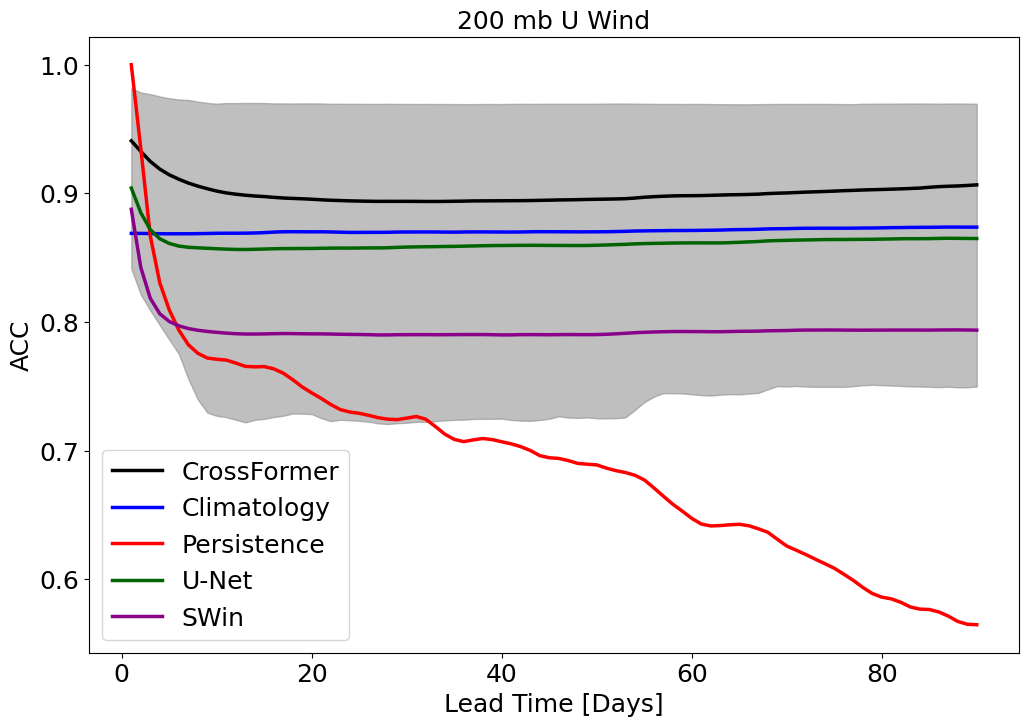 200 mb U Wind
ACC
1.0
0.9
0.8
0.7
0.6
CrossFormer
Climatology
Persistence
U-Net
SWin
0
20
40
60
80
Lead Time [Days]